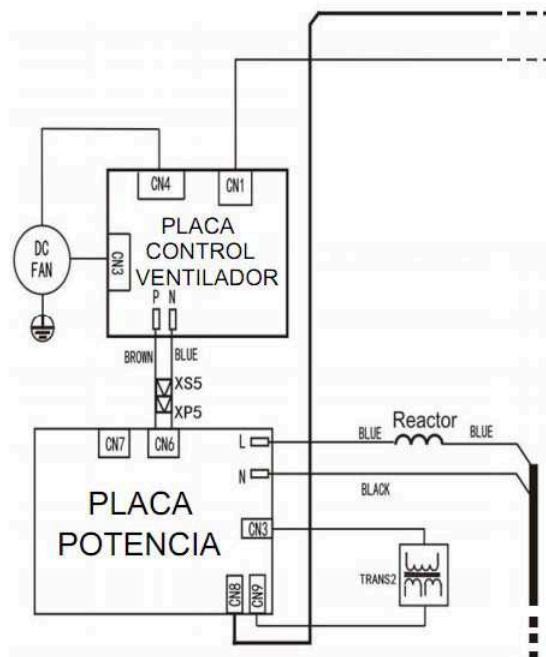 CN4
CN1
PLACA
CONTROL
VENTILADOR
DC
FAN
CN3
P N
BROWN
BLUE
XS5
XP5
CN7
CN6
L
BLUE
Reactor
BLUE
N
BLACK
PLACA
POTENCIA
CN3
TRANS2
CN8
CN9